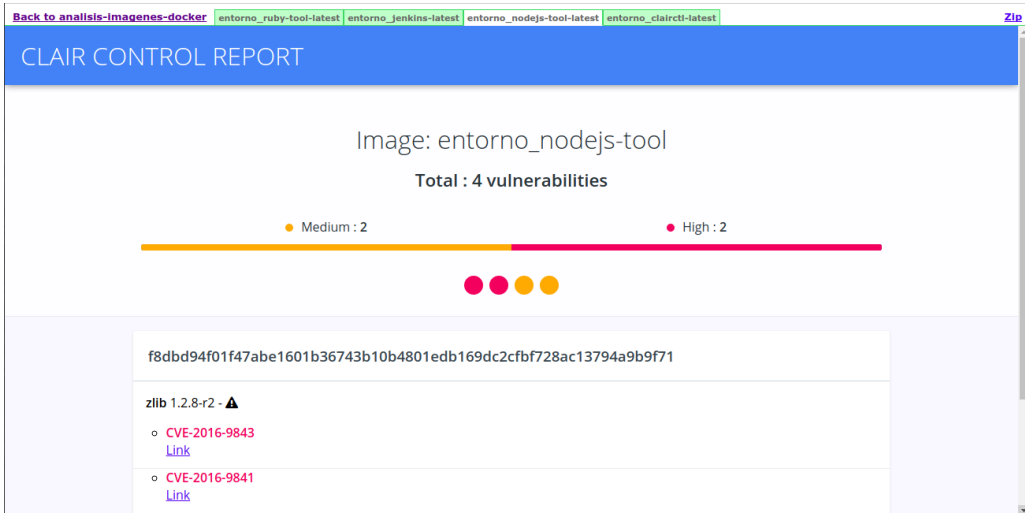 Back to analisis-imagenes-docker entorno_ruby-tool-latest entorno_jenkins-latest entorno_nodejs-tool-latest entorno_clairctl-latest Zip
CLAIR CONTROL REPORT
Image: entorno_nodejs-tool
Total : 4 vulnerabilities
Medium : 2 High : 2
f8dbd94f01f47abe1601b36743b10b4801edb169dc2cfbf728ac13794a9b9f71
zlib 1.2.8-r2 -
CVE-2016-9843
Link
CVE-2016-9841
Link